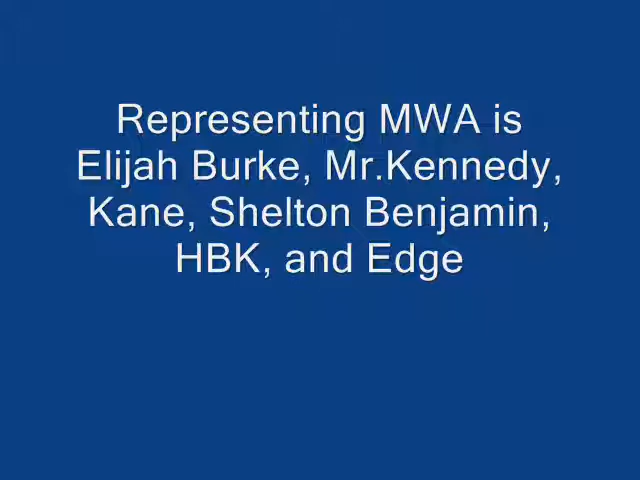 Representing MWA is
Elijah Burke, Mr.Kennedy,
Kane, Shelton Benjamin,
HBK, and Edge